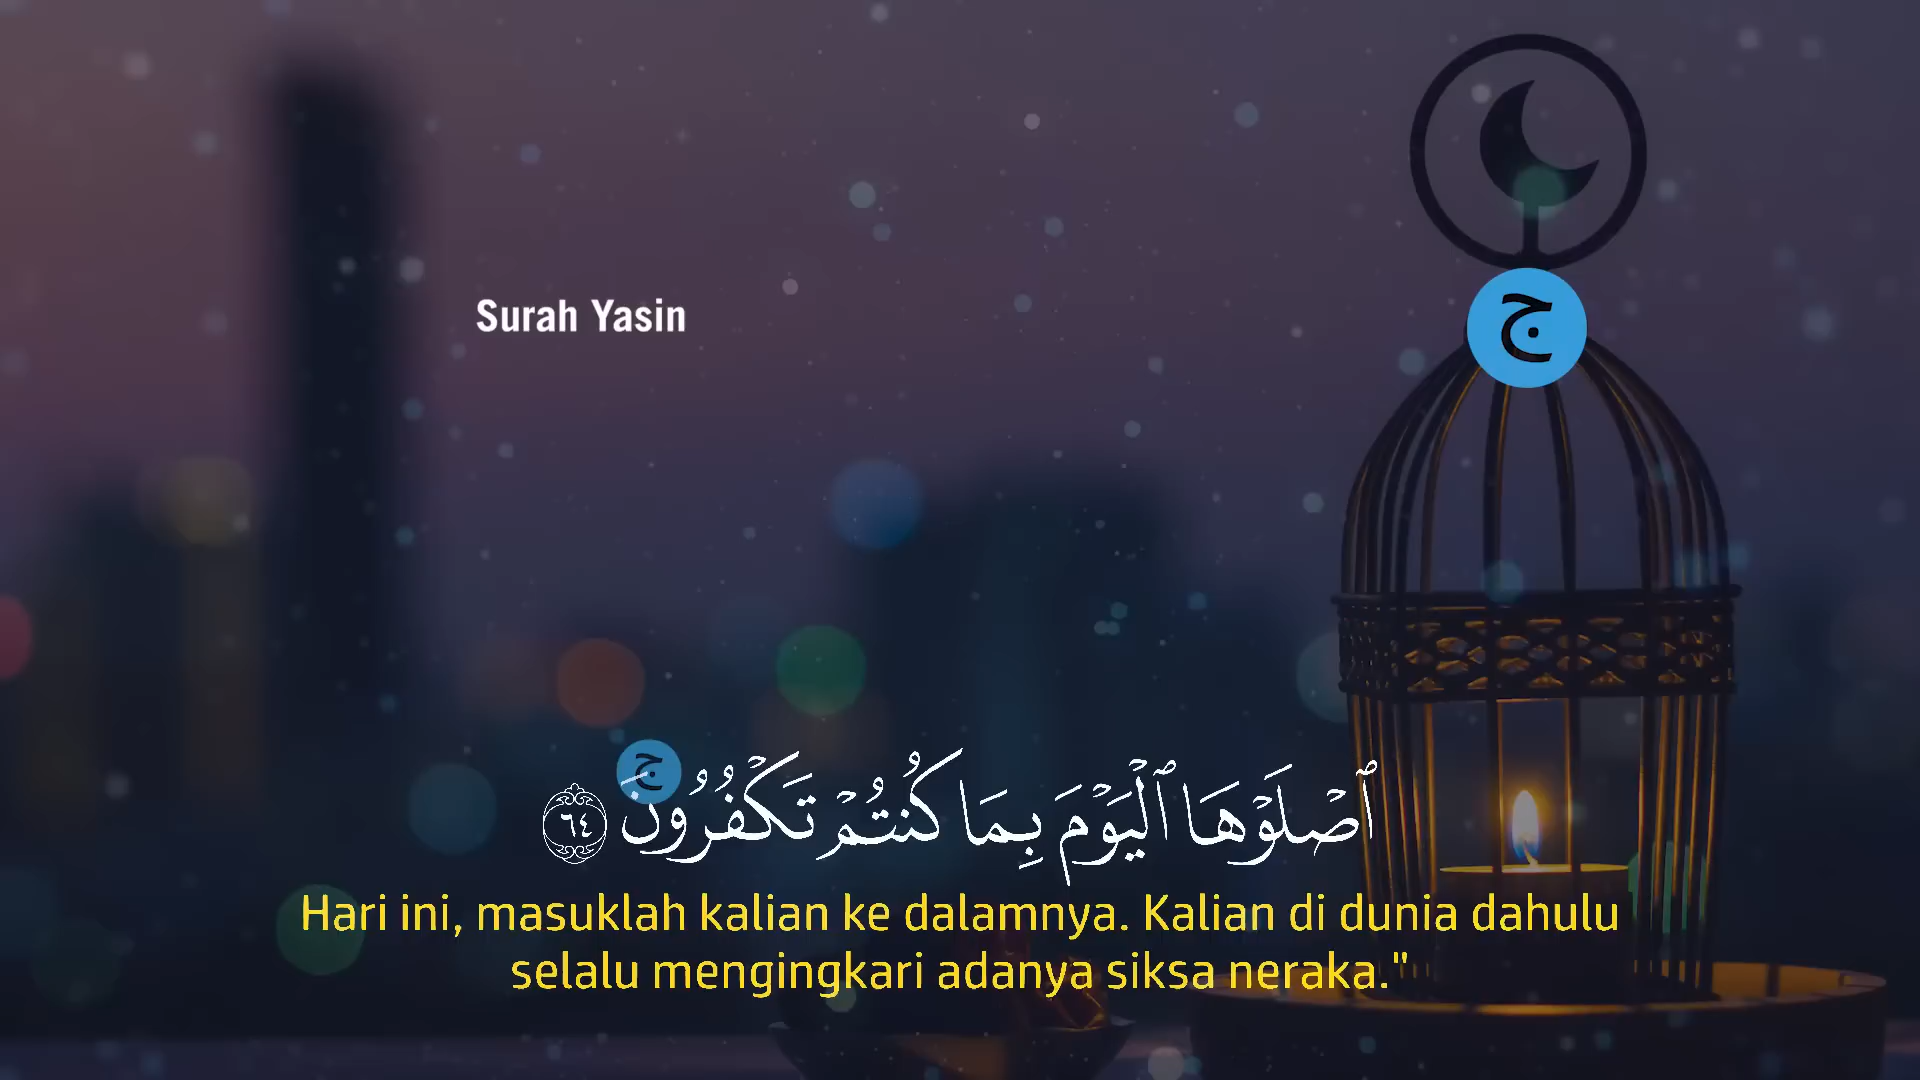 Surah Yasin
ج
ٱصْلَوْهَا ٱلْيَوْمَ بِمَا كُنتُمْ تَكْفُرُونَ ۚ ٦٤
Hari ini, masuklah kalian ke dalamnya. Kalian di dunia dahulu
selalu mengingkari adanya siksa neraka."